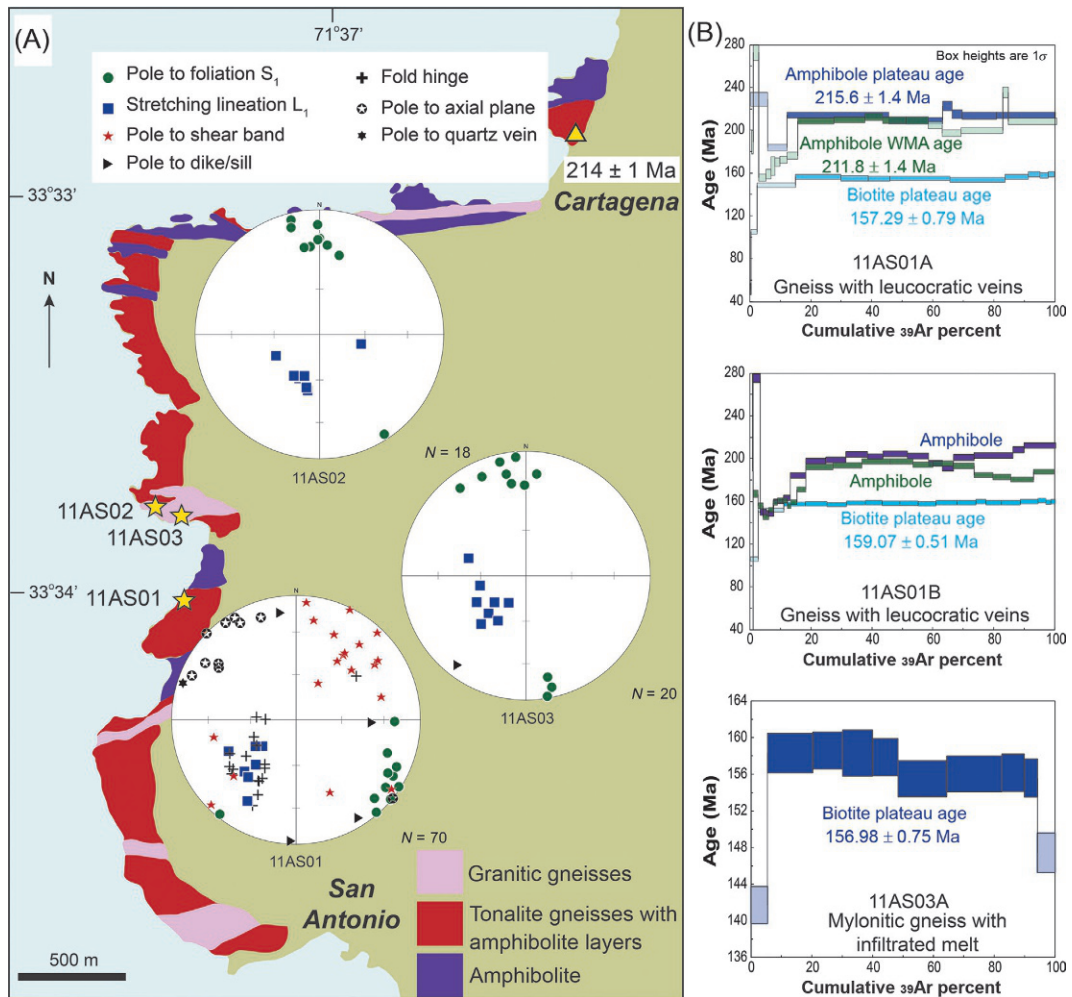 (A)
71°37'
Pole to foliation S1
Stretching lineation L1
Pole to shear band
Pole to dike/sill
Fold hinge
Pole to axial plane
Pole to quartz vein
214 ± 1 Ma
Cartagena
33°33'
N
N
11AS02
N = 18
11AS02
11AS03
N
11AS03
N = 20
33°34'
11AS01
N
11AS01
N = 70
San
Antonio
Granitic gneisses
Tonalite gneisses with
amphibolite layers
Amphibolite
500 m
(B)
280
240
200
160
120
80
40
Age (Ma)
Box heights are 1σ
Amphibole plateau age
215.6 ± 1.4 Ma
Amphibole WMA age
211.8 ± 1.4 Ma
Biotite plateau age
157.29 ± 0.79 Ma
11AS01A
Gneiss with leucocratic veins
0 20 40 60 80 100
Cumulative 39Ar percent
280
240
200
160
120
80
40
Age (Ma)
Amphibole
Amphibole
Biotite plateau age
159.07 ± 0.51 Ma
11AS01B
Gneiss with leucocratic veins
0 20 40 60 80 100
Cumulative 39Ar percent
164
160
156
152
148
144
140
136
Age (Ma)
Biotite plateau age
156.98 ± 0.75 Ma
11AS03A
Mylonitic gneiss with
infiltrated melt
0 20 40 60 80 100
Cumulative 39Ar percent